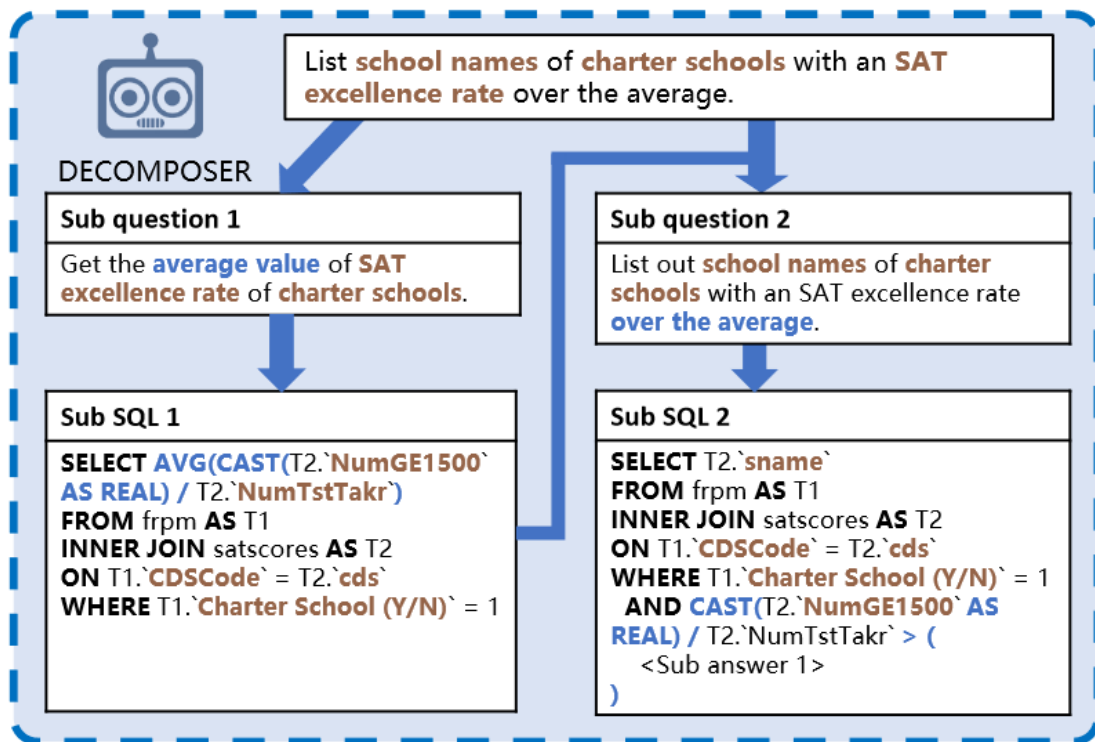 List school names of charter schools with an SAT
excellence rate over the average.
DECOMPOSER
Sub question 1
Get the average value of SAT
excellence rate of charter schools.
Sub question 2
List out school names of charter
schools with an SAT excellence rate
over the average.
Sub SQL 1
SELECT AVG(CAST(T2.`NumGE1500`
AS REAL) / T2.`NumTstTakr`)
FROM frpm AS T1
INNER JOIN satscores AS T2
ON T1.`CDSCode` = T2.`cds`
WHERE T1.`Charter School (Y/N)` = 1
Sub SQL 2
SELECT T2.`sname`
FROM frpm AS T1
INNER JOIN satscores AS T2
ON T1.`CDSCode` = T2.`cds`
WHERE T1.`Charter School (Y/N)` = 1
AND CAST(T2.`NumGE1500` AS
REAL) / T2.`NumTstTakr` > (
<Sub answer 1>
)